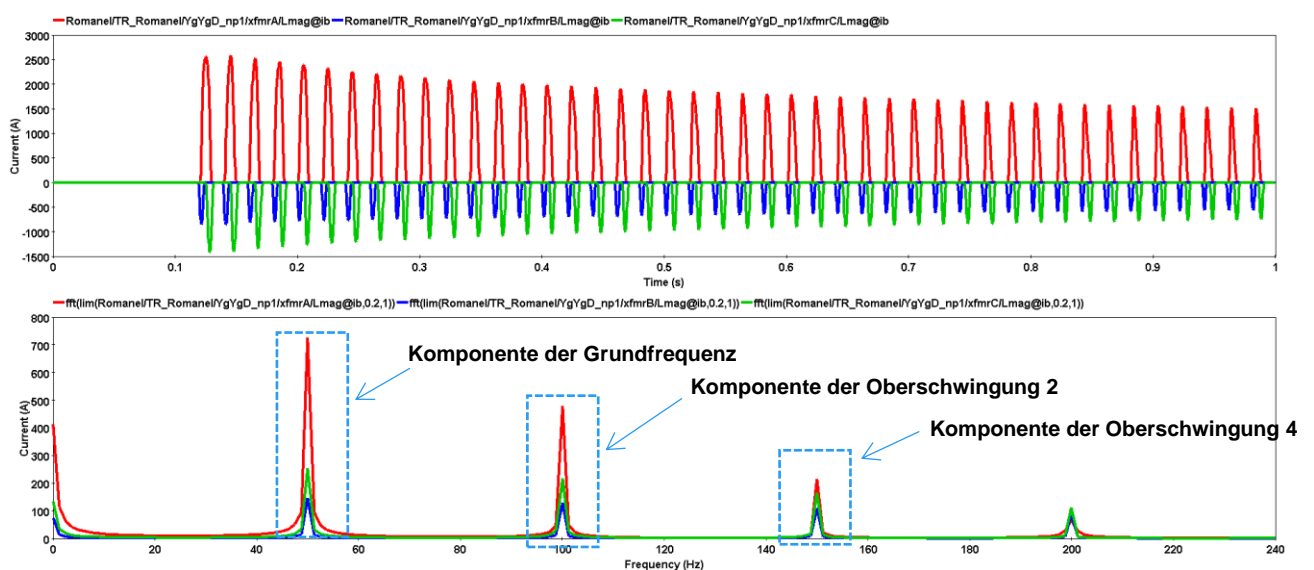 Romanel/TR_Romanel/YgYgD_np1/xfmrA/Lmag@ib Romanel/TR_Romanel/YgYgD_np1/xfmrB/Lmag@ib Romanel/TR_Romanel/YgYgD_np1/xfmrC/Lmag@ib
3000
2500
2000
1500
1000
500
0
-500
-1000
-1500
Current (A)
0 0.1 0.2 0.3 0.4 0.5 0.6 0.7 0.8 0.9 1
Time (s)
fft(lim(Romanel/TR_Romanel/YgYgD_np1/xfmrA/Lmag@ib,0.2,1)) fft(lim(Romanel/TR_Romanel/YgYgD_np1/xfmrB/Lmag@ib,0.2,1)) fft(lim(Romanel/TR_Romanel/YgYgD_np1/xfmrC/Lmag@ib,0.2,1))
800
700
600
500
400
300
200
100
0
Current (A)
Komponente der Grundfrequenz
Komponente der Oberschwingung 2
Komponente der Oberschwingung 4
0 20 40 60 80 100 120 140 160 180 200 220 240
Frequency (Hz)